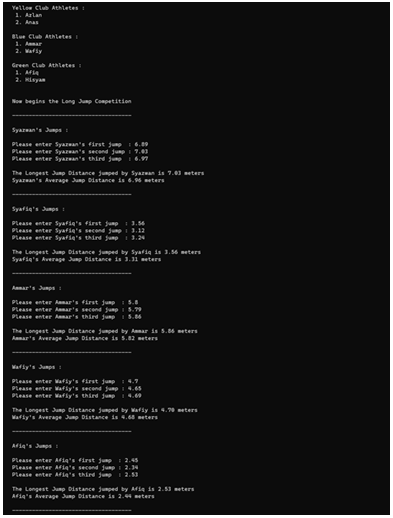 Yellow Club Athletes :
1. Azlan
2. Anas
Blue Club Athletes :
1. Ammar
2. Wafiy
Green Club Athletes :
1. Afiq
2. Hisyam
Now begins the Long Jump Competition
------------------------------------
Syazwan's Jumps :
Please enter Syazwan's first jump : 6.89
Please enter Syazwan's second jump : 7.03
Please enter Syazwan's third jump : 6.97
The Longest Jump Distance jumped by Syazwan is 7.03 meters
Syazwan's Average Jump Distance is 6.96 meters
------------------------------------
Syafiq's Jumps :
Please enter Syafiq's first jump : 3.56
Please enter Syafiq's second jump : 3.12
Please enter Syafiq's third jump : 3.24
The Longest Jump Distance jumped by Syafiq is 3.56 meters
Syafiq's Average Jump Distance is 3.31 meters
------------------------------------
Ammar's Jumps :
Please enter Ammar's first jump : 5.8
Please enter Ammar's second jump : 5.79
Please enter Ammar's third jump : 5.86
The Longest Jump Distance jumped by Ammar is 5.86 meters
Ammar's Average Jump Distance is 5.82 meters
------------------------------------
Wafiy's Jumps :
Please enter Wafiy's first jump : 4.7
Please enter Wafiy's second jump : 4.65
Please enter Wafiy's third jump : 4.69
The Longest Jump Distance jumped by Wafiy is 4.70 meters
Wafiy's Average Jump Distance is 4.68 meters
------------------------------------
Afiq's Jumps :
Please enter Afiq's first jump : 2.45
Please enter Afiq's second jump : 2.34
Please enter Afiq's third jump : 2.53
The Longest Jump Distance jumped by Afiq is 2.53 meters
Afiq's Average Jump Distance is 2.44 meters
------------------------------------